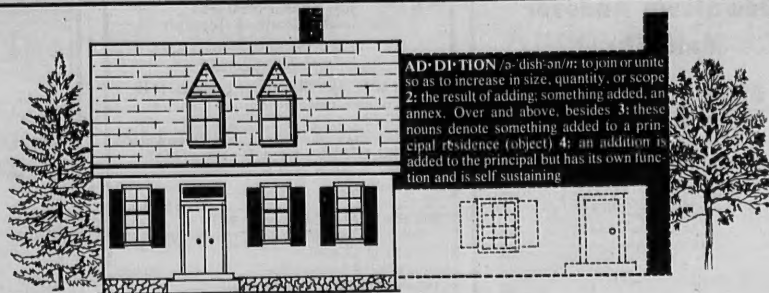 AD·DI·TION /ə-'dish'-ən/n: to join or unite
so as to increase in size, quantity, or scope
2: the result of adding; something added, an
annex. Over and above, besides 3: these
nouns denote something added to a prin-
cipal residence (object) 4: an addition is
added to the principal but has its own func-
tion and is self sustaining